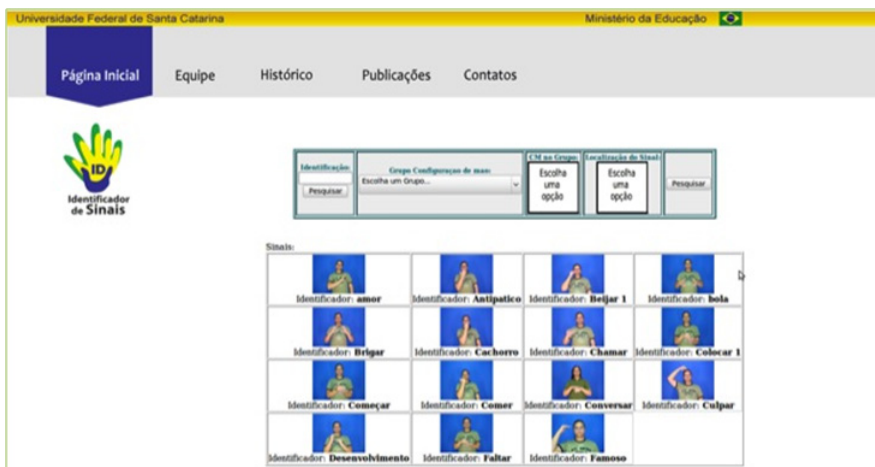 Universidade Federal de Santa Catarina
Ministério da Educação
Página Inicial
Equipe
Histórico
Publicações
Contatos
ID
Identificador
de Sinais
Identificação:
Pesquisar
Grupo Configuraçao de mao:
Escolha um Grupo...
CM no Grupo:
Escolha
uma
opção
Localização do Sinal:
Escolha
uma
opção
Pesquisar
Sinais:
Identificador: amor
Identificador: Antipatico
Identificador: Beijar 1
Identificador: bola
Identificador: Brigar
Identificador: Cachorro
Identificador: Chamar
Identificador: Colocar 1
Identificador: Começar
Identificador: Comer
Identificador: Conversar
Identificador: Culpar
Identificador: Desenvolvimento
Identificador: Faltar
Identificador: Famoso